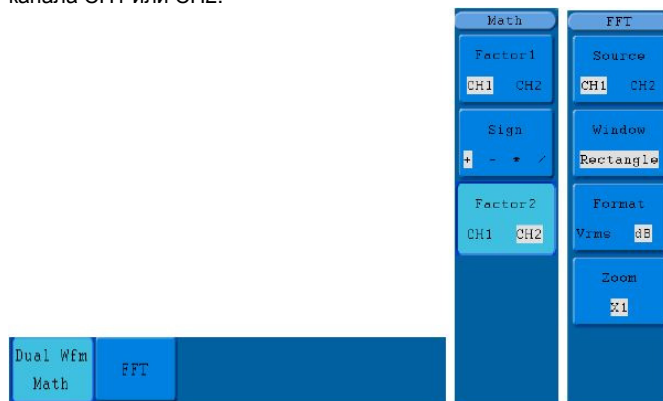 канала CH1 или CH2.
Math
Factor1
CH1 CH2
Sign
+ - * /
Factor2
CH1 CH2
FFT
Source
CH1 CH2
Window
Rectangle
Format
Vrms dB
Zoom
X1
Dual Wfm
Math
FFT